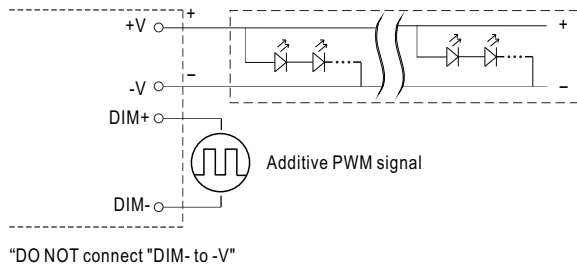 +V
+
+
-V
−
−
DIM+
Additive PWM signal
DIM-
“DO NOT connect "DIM- to -V"